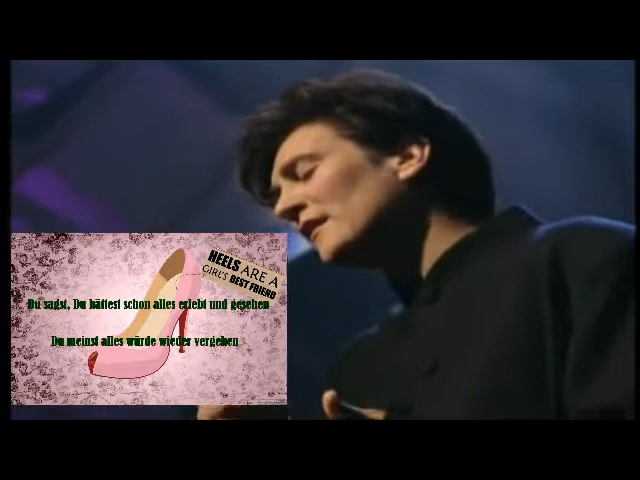 HEELS ARE A
GIRL'S BEST FRIEND
Du sagst, Du hättest schon alles erlebt und gesehen
Du meinst alles würde wieder vergehen